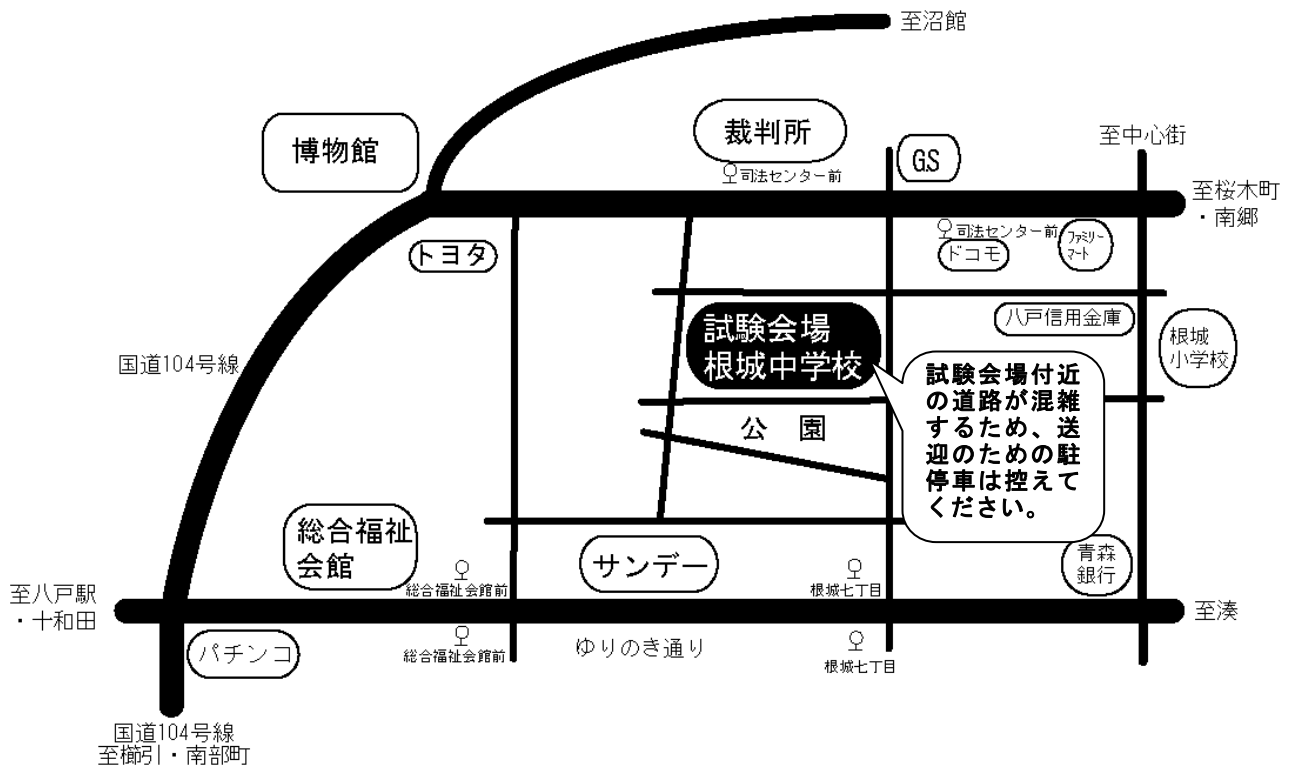 至沼館
裁判所
博物館
至中心街
GS
司法センター前
至桜木町
・南郷
司法センター前
ファミリー
マート
トヨタ
ドコモ
八戸信用金庫
試験会場
根城中学校
根城
小学校
国道104号線
試験会場付近
の道路が混雑
するため、送
迎のための駐
停車は控えて
ください。
公 園
総合福祉
会館
サンデー
青森
銀行
総合福祉会館前
根城七丁目
至八戸駅
・十和田
至湊
パチンコ
総合福祉会館前
ゆりのき通り
根城七丁目
国道104号線
至櫛引・南部町